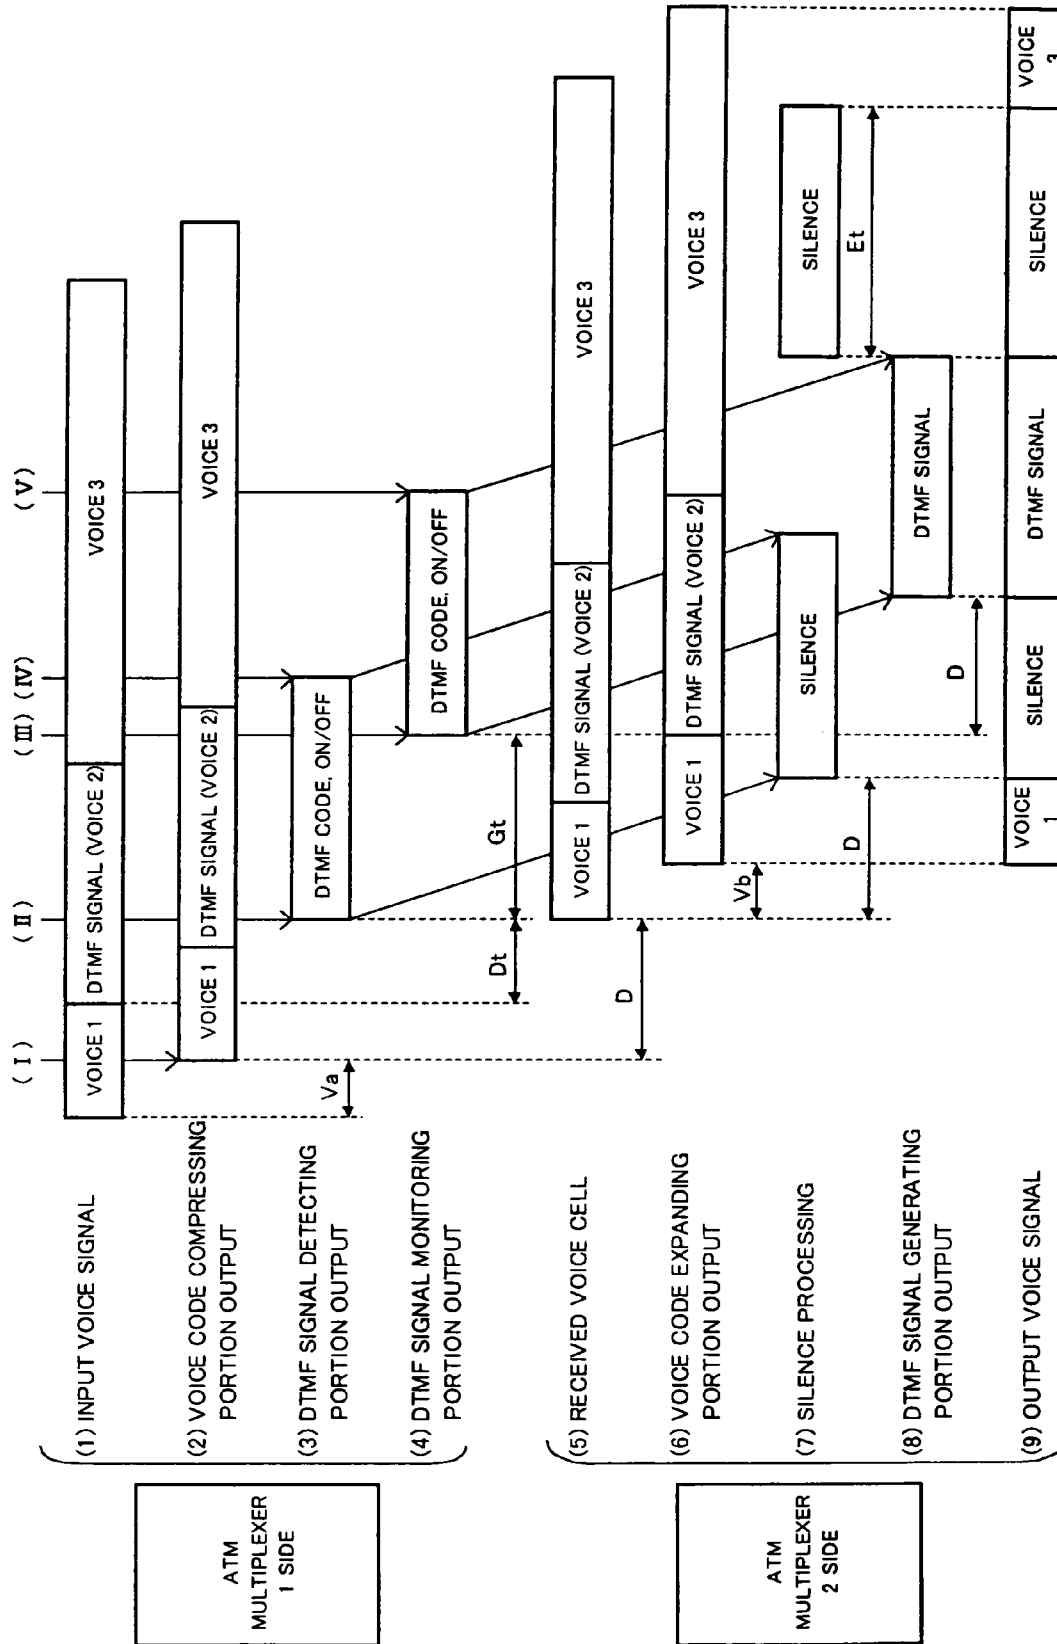 (I)
(II)
(III)
(IV)
(V)
ATM
MULTIPLEXER
1 SIDE
(1) INPUT VOICE SIGNAL
VOICE 1
DTMF SIGNAL (VOICE 2)
VOICE 3
(2) VOICE CODE COMPRESSING
PORTION OUTPUT
VOICE 1
DTMF SIGNAL (VOICE 2)
VOICE 3
(3) DTMF SIGNAL DETECTING
PORTION OUTPUT
Va
DTMF CODE, ON/OFF
(4) DTMF SIGNAL MONITORING
PORTION OUTPUT
DTMF CODE, ON/OFF
Dt
Gt
ATM
MULTIPLEXER
2 SIDE
(5) RECEIVED VOICE CELL
VOICE 1
DTMF SIGNAL (VOICE 2)
VOICE 3
D
(6) VOICE CODE EXPANDING
PORTION OUTPUT
VOICE 1
DTMF SIGNAL (VOICE 2)
VOICE 3
Vb
(7) SILENCE PROCESSING
SILENCE
SILENCE
D
Et
(8) DTMF SIGNAL GENERATING
PORTION OUTPUT
DTMF SIGNAL
D
(9) OUTPUT VOICE SIGNAL
VOICE
1
SILENCE
DTMF SIGNAL
SILENCE
VOICE
3